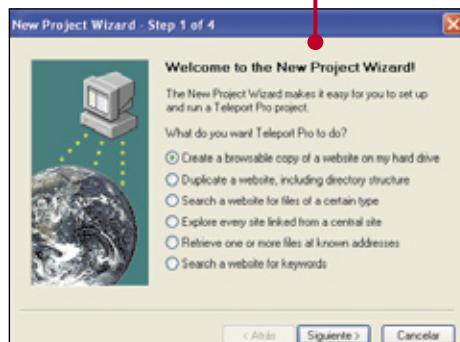 New Project Wizard - Step 1 of 4
Welcome to the New Project Wizard!
The New Project Wizard makes it easy for you to set up
and run a Teleport Pro project.
What do you want Teleport Pro to do?
Create a browsable copy of a website on my hard drive
Duplicate a website, including directory structure
Search a website for files of a certain type
Explore every site linked from a central site
Retrieve one or more files at known addresses
Search a website for keywords
< Atrás Siguiente > Cancelar